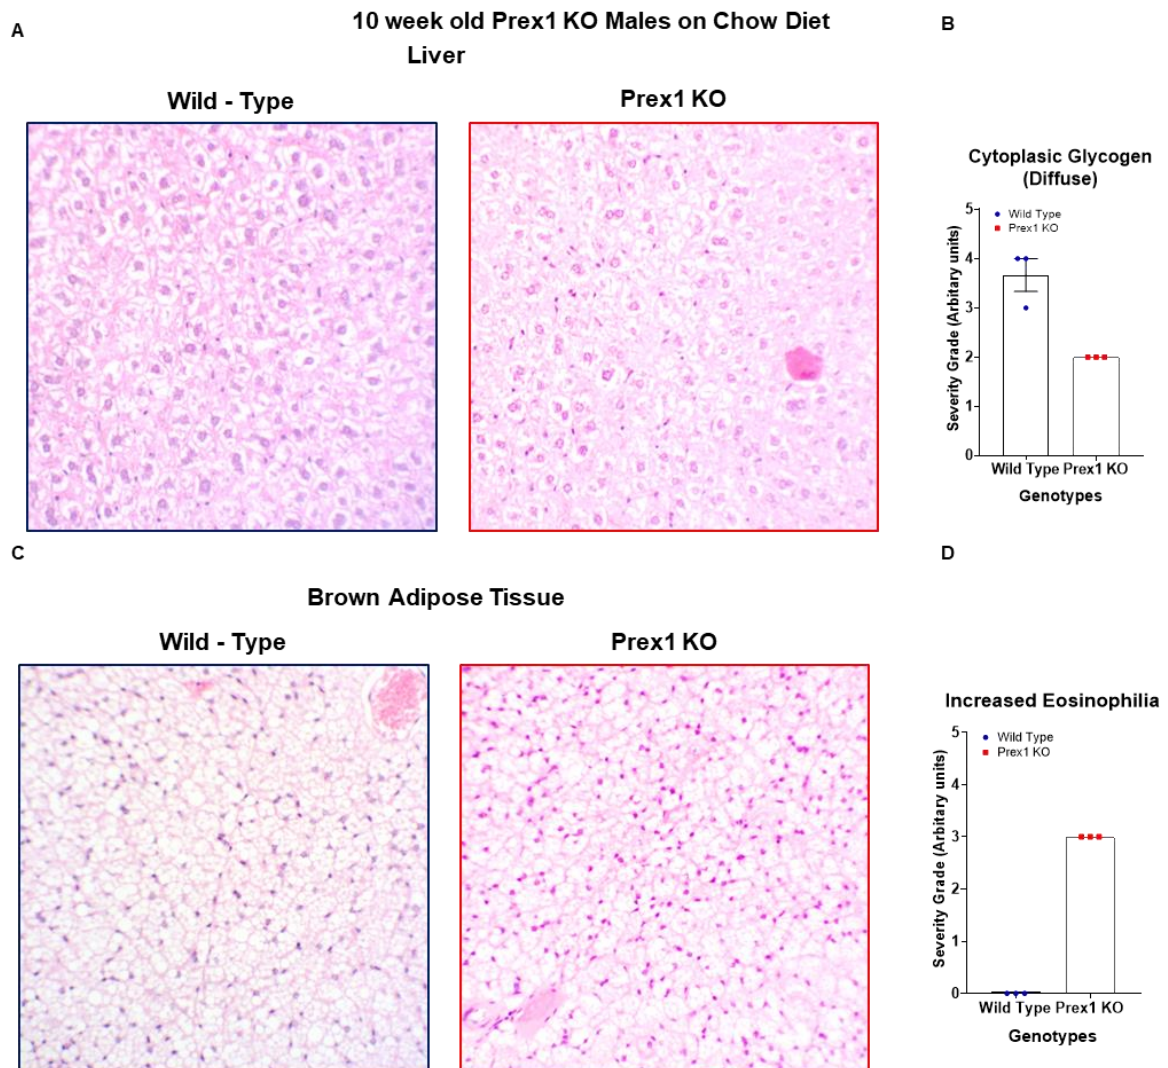 A
10 week old Prex1 KO Males on Chow Diet
Liver
Wild - Type
Prex1 KO
B
Cytoplasic Glycogen
(Diffuse)
Severity Grade (Arbitary units)
5
4
3
2
1
0
Wild Type
Prex1 KO
Wild Type Prex1 KO
Genotypes
C
Brown Adipose Tissue
Wild - Type
Prex1 KO
D
Increased Eosinophilia
Severity Grade (Arbitary units)
5
4
3
2
1
0
Wild Type
Prex1 KO
Wild Type Prex1 KO
Genotypes